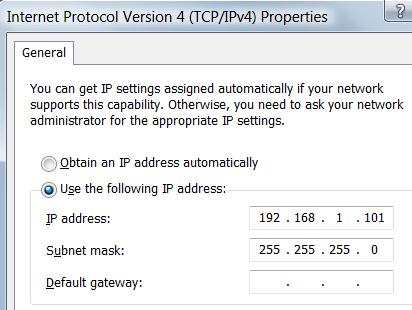 Internet Protocol Version 4 (TCP/IPv4) Properties
?
General
You can get IP settings assigned automatically if your network
supports this capability. Otherwise, you need to ask your network
administrator for the appropriate IP settings.
Obtain an IP address automatically
Use the following IP address:
IP address: 192 . 168 . 1 . 101
Subnet mask: 255 . 255 . 255 . 0
Default gateway: . . .